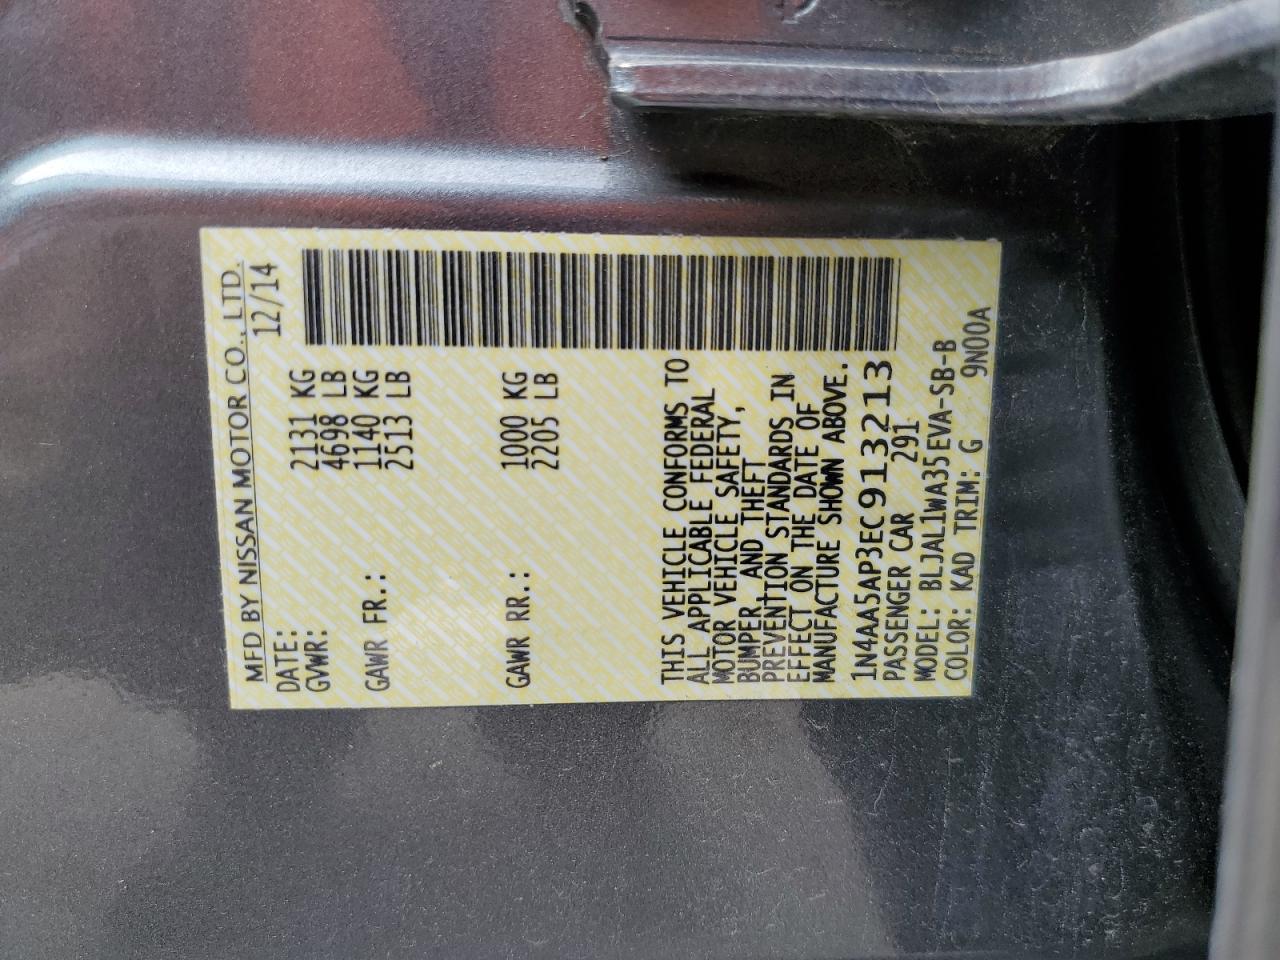 MFD BY NISSAN MOTOR CO., LTD.
DATE: 12/14
GVWR: 2131 KG
4698 LB
GAWR FR.: 1140 KG
2513 LB
GAWR RR.: 1000 KG
2205 LB
THIS VEHICLE CONFORMS TO
ALL APPLICABLE FEDERAL
MOTOR VEHICLE SAFETY,
BUMPER, AND THEFT
PREVENTION STANDARDS IN
EFFECT ON THE DATE OF
MANUFACTURE SHOWN ABOVE.
1N4AA5AP3EC913213
PASSENGER CAR 291
MODEL: BLJAL1WA35EVA-SB-B
COLOR: KAD TRIM: G 9N00A